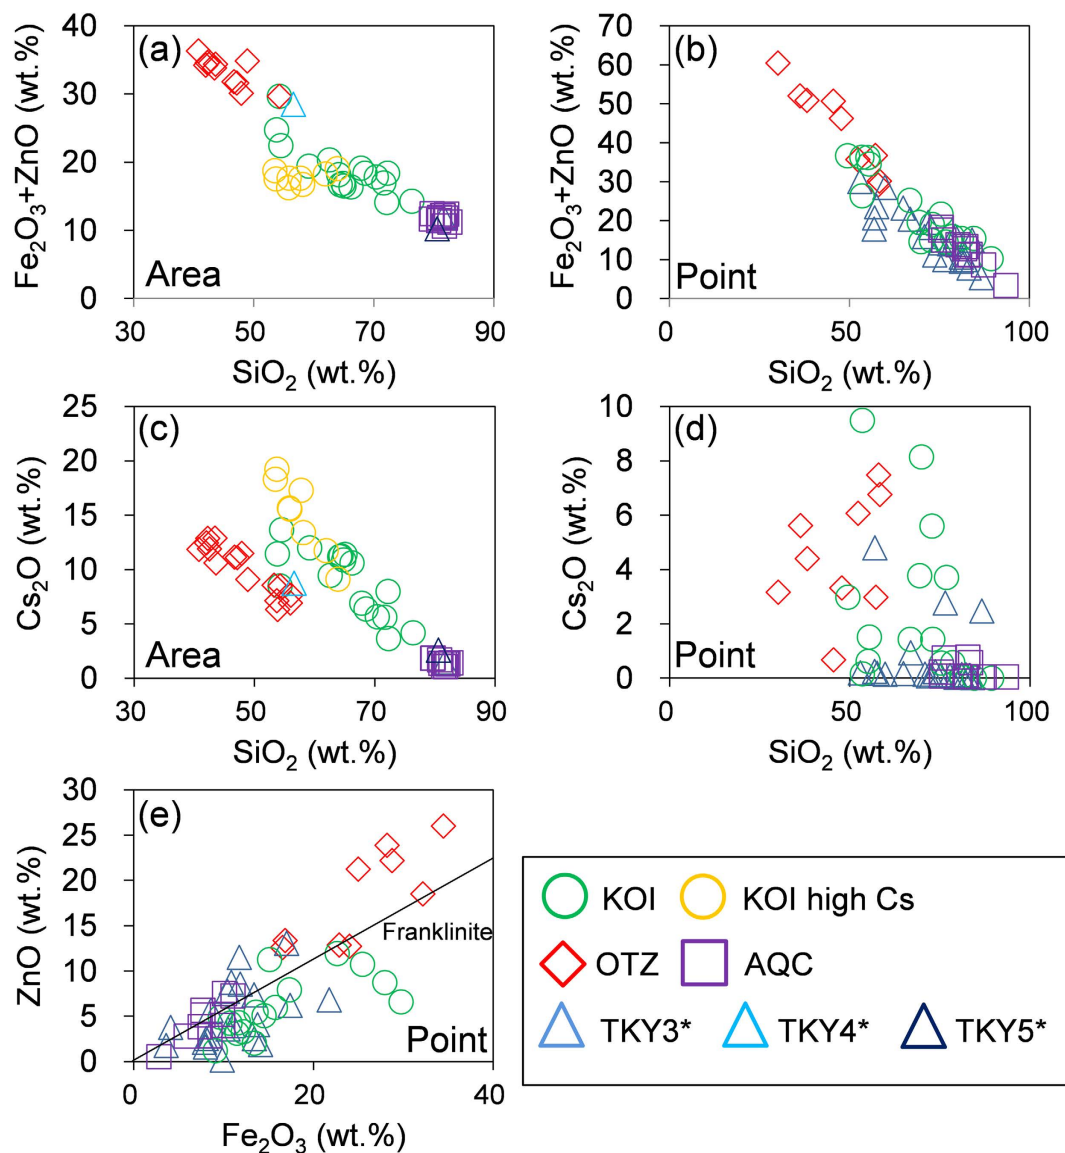 (a)
Fe₂O₃+ZnO (wt.%)
40
30
20
10
0
30
50
70
90
SiO₂ (wt.%)
Area
(b)
Fe₂O₃+ZnO (wt.%)
70
60
50
40
30
20
10
0
0
50
100
SiO₂ (wt.%)
Point
(c)
Cs₂O (wt.%)
25
20
15
10
5
0
30
50
70
90
SiO₂ (wt.%)
Area
(d)
Cs₂O (wt.%)
10
8
6
4
2
0
0
50
100
SiO₂ (wt.%)
Point
(e)
ZnO (wt.%)
30
25
20
15
10
5
0
0
20
40
Fe₂O₃ (wt.%)
Franklinite
Point
KOI KOI high Cs
OTZ AQC
TKY3* TKY4* TKY5*